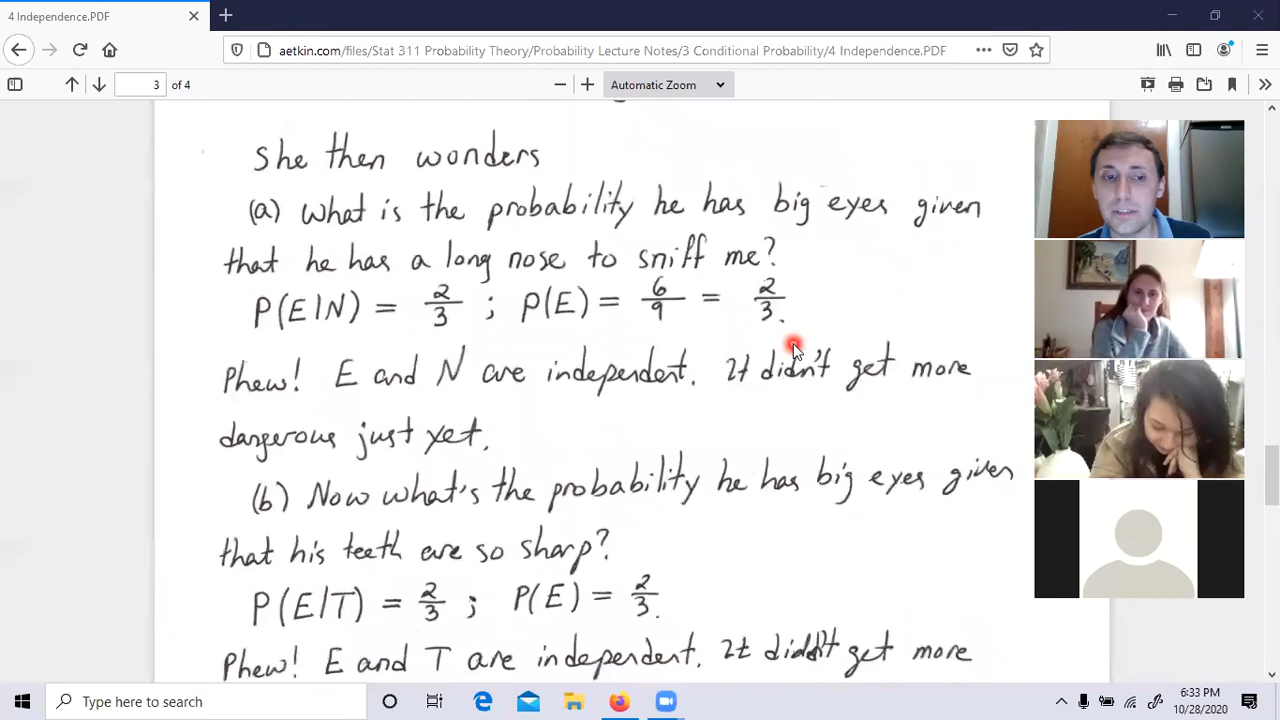 4 Independence.PDF
aetkin.com/files/Stat 311 Probability Theory/Probability Lecture Notes/3 Conditional Probability/4 Independence.PDF
3 of 4
Automatic Zoom
She then wonders
(a) What is the probability he has big eyes given
that he has a long nose to sniff me?
P(E|N) = 2/3 ; P(E) = 6/9 = 2/3.
Phew! E and N are independent. It didn't get more
dangerous just yet.
(b) Now what's the probability he has big eyes given
that his teeth are so sharp?
P(E|T) = 2/3 ; P(E) = 2/3.
Phew! E and T are independent. It didn't get more
Type here to search
6:33 PM
10/28/2020